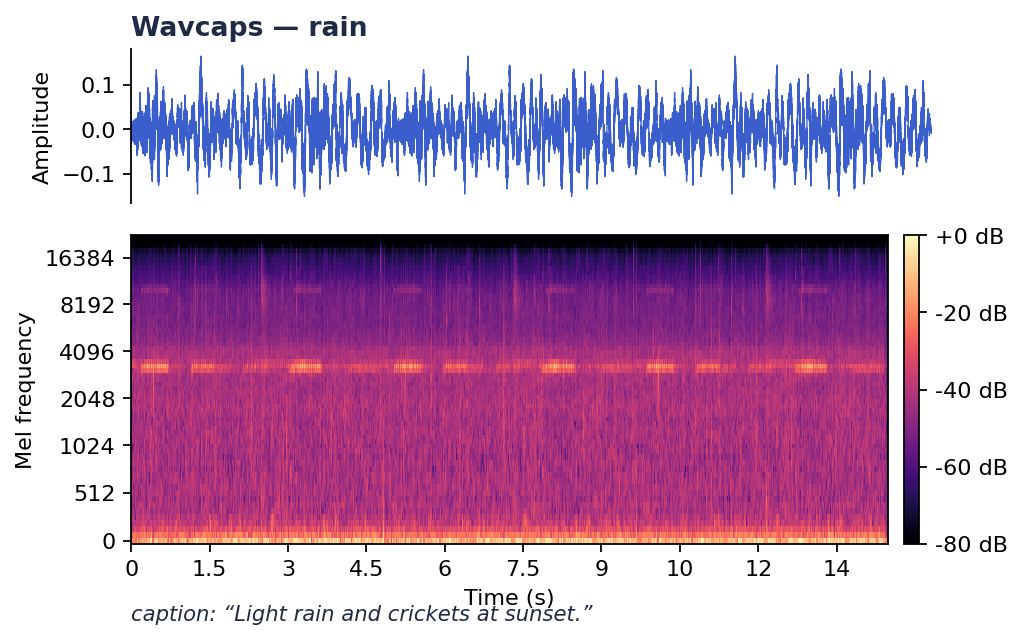 Wavcaps — rain
Amplitude
0.1
0.0
−0.1
Mel frequency
16384
8192
4096
2048
1024
512
0
0 1.5 3 4.5 6 7.5 9 10 12 14
Time (s)
+0 dB
-20 dB
-40 dB
-60 dB
-80 dB
caption: “Light rain and crickets at sunset.”